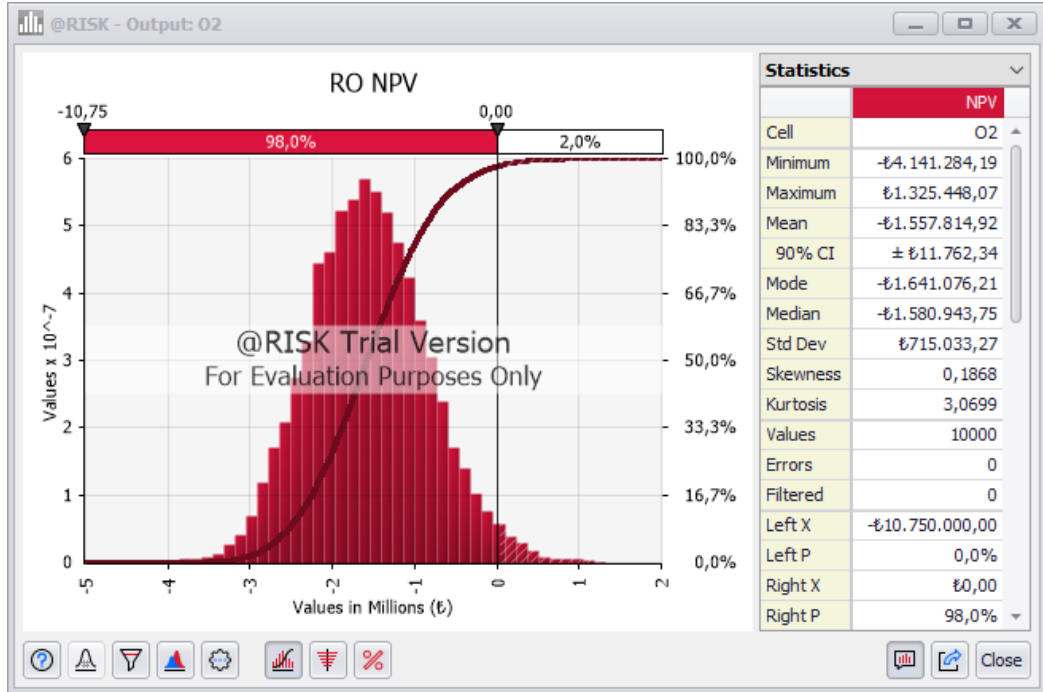 @RISK - Output: O2
RO NPV
-10,75
0,00
98,0%
2,0%
6
5
4
3
2
1
0
Values x 10^-7
100,0%
83,3%
66,7%
50,0%
33,3%
16,7%
0,0%
@RISK Trial Version
For Evaluation Purposes Only
-5
-4
-3
-2
-1
0
1
2
Values in Millions (₺)
Statistics
NPV
Cell O2
Minimum -₺4.141.284,19
Maximum ₺1.325.448,07
Mean -₺1.557.814,92
90% CI ± ₺11.762,34
Mode -₺1.641.076,21
Median -₺1.580.943,75
Std Dev ₺715.033,27
Skewness 0,1868
Kurtosis 3,0699
Values 10000
Errors 0
Filtered 0
Left X -₺10.750.000,00
Left P 0,0%
Right X ₺0,00
Right P 98,0%
Close